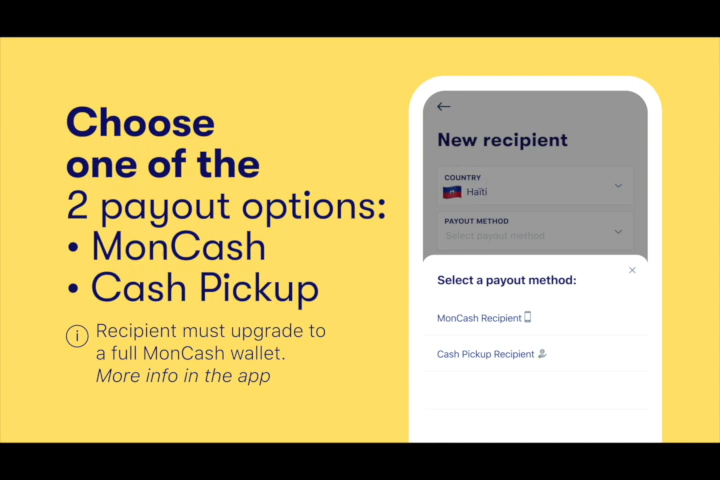 Choose
one of the
2 payout options:
• MonCash
• Cash Pickup
i
Recipient must upgrade to
a full MonCash wallet.
More info in the app
New recipient
COUNTRY
Haïti
PAYOUT METHOD
Select payout method
Select a payout method:
MonCash Recipient
Cash Pickup Recipient